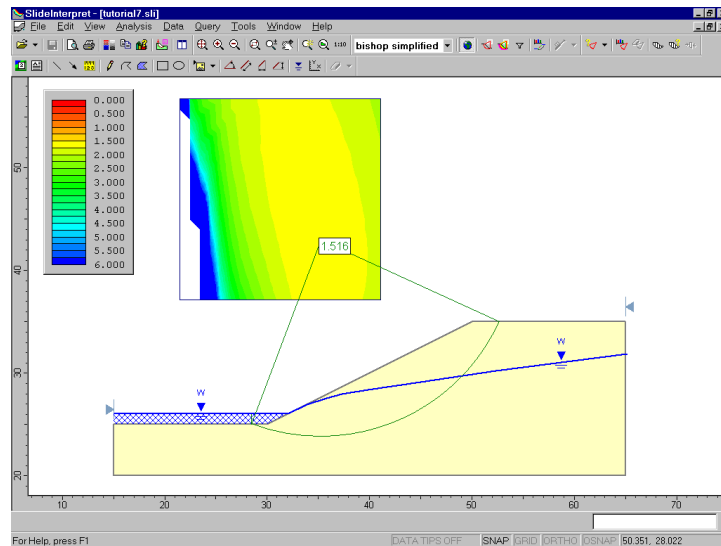 SlideInterpret - [tutorial7.sli]
File Edit View Analysis Data Query Tools Window Help
1:10 bishop simplified
0.000
0.500
1.000
1.500
2.000
2.500
3.000
3.500
4.000
4.500
5.000
5.500
6.000
1.516
W
W
50
40
30
20
10 20 30 40 50 60 70
For Help, press F1 DATA TIPS OFF SNAP GRID ORTHO OSNAP 50.351, 28.022